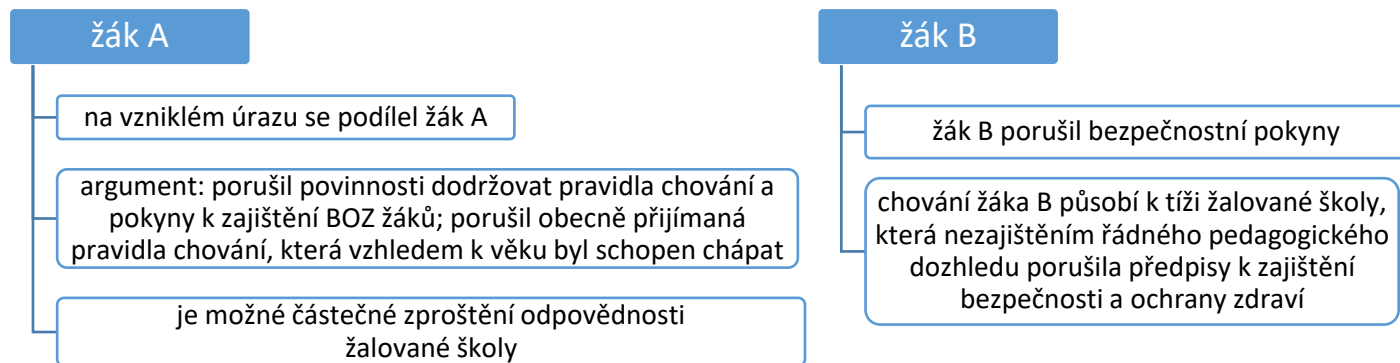 žák A
na vzniklém úrazu se podílel žák A
argument: porušil povinnosti dodržovat pravidla chování a
pokyny k zajištění BOZ žáků; porušil obecně přijímaná
pravidla chování, která vzhledem k věku byl schopen chápat
je možné částečné zproštění odpovědnosti
žalované školy
žák B
žák B porušil bezpečnostní pokyny
chování žáka B působí k tíži žalované školy,
která nezajištěním řádného pedagogického
dozhledu porušila předpisy k zajištění
bezpečnosti a ochrany zdraví